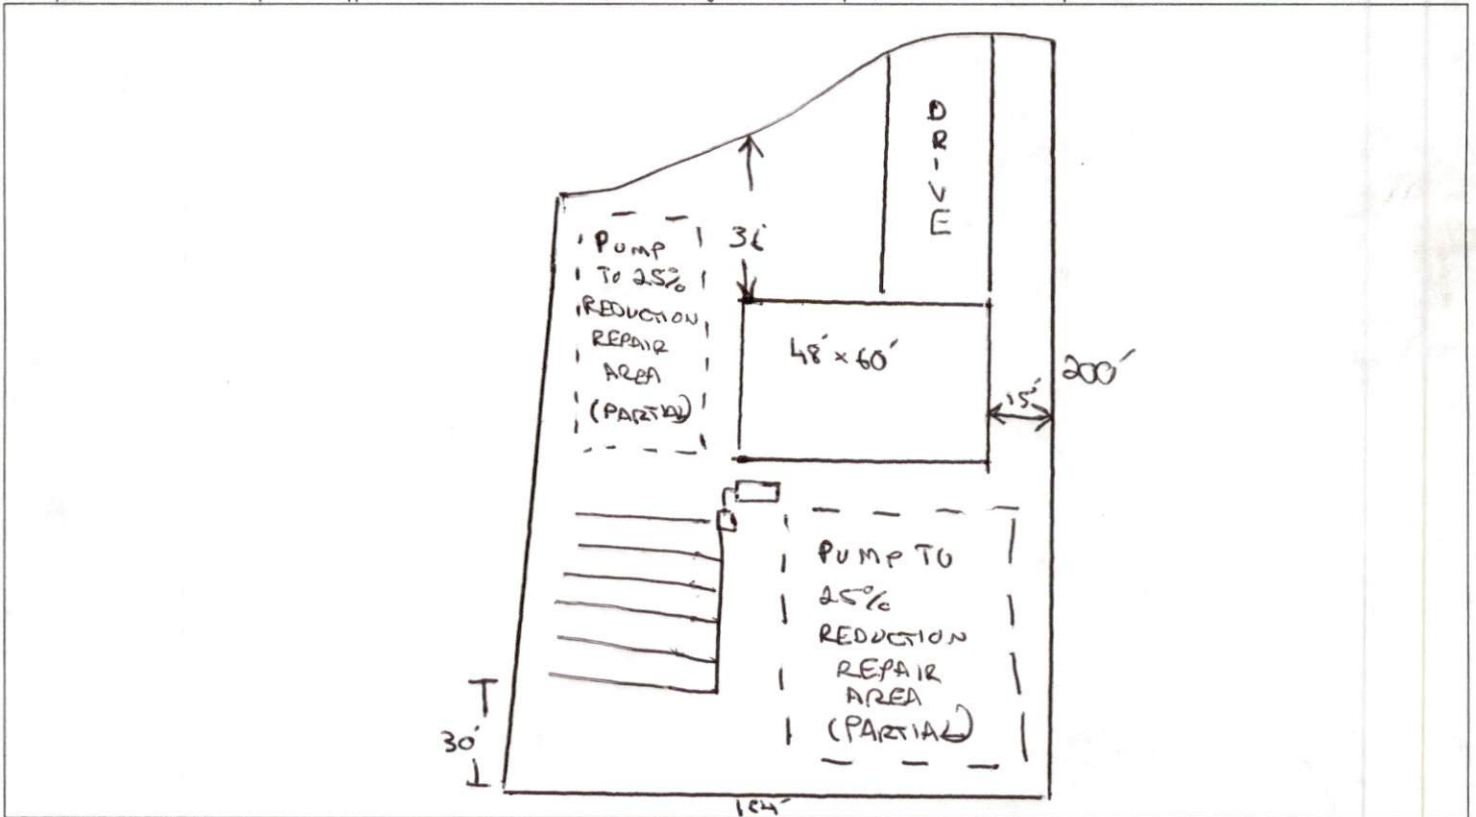 DRIVE
PUMP
TO 25%
REDUCTION
REPAIR
AREA
(PARTIAL)
48' x 60'
15'
200'
PUMP TO
25%
REDUCTION
REPAIR
AREA
(PARTIAL)
30'